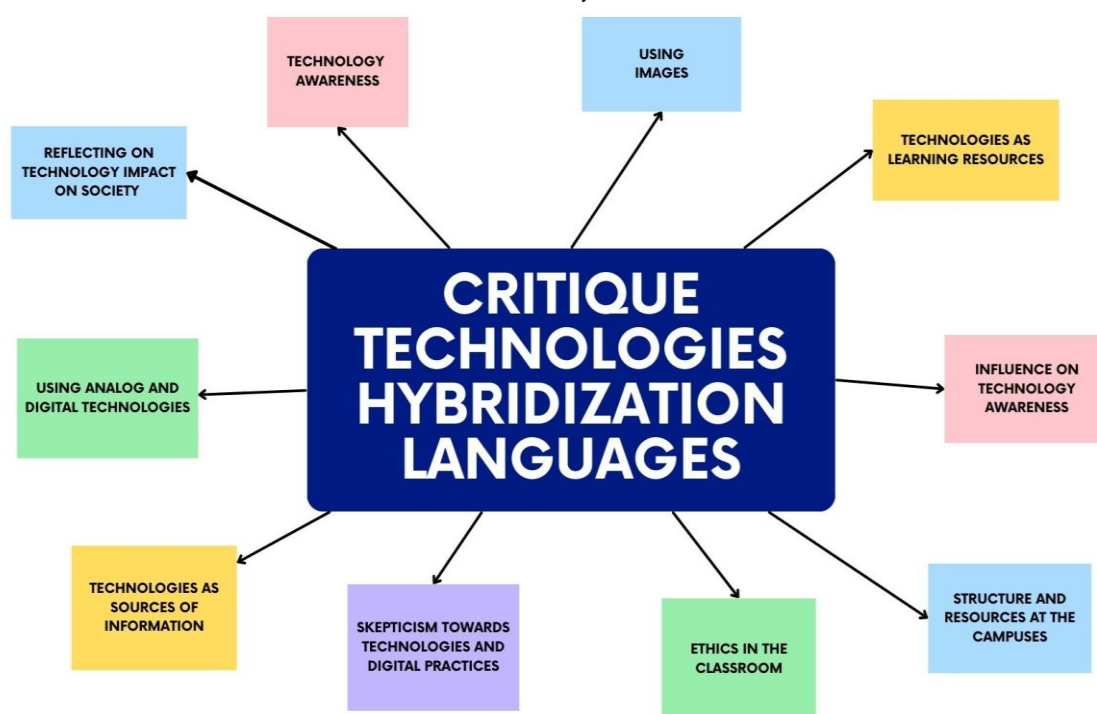 TECHNOLOGY
AWARENESS
USING
IMAGES
TECHNOLOGIES AS
LEARNING RESOURCES
REFLECTING ON
TECHNOLOGY IMPACT
ON SOCIETY
CRITIQUE
TECHNOLOGIES
HYBRIDIZATION
LANGUAGES
USING ANALOG AND
DIGITAL TECHNOLOGIES
INFLUENCE ON
TECHNOLOGY
AWARENESS
TECHNOLOGIES AS
SOURCES OF
INFORMATION
SKEPTICISM TOWARDS
TECHNOLOGIES AND
DIGITAL PRACTICES
ETHICS IN THE
CLASSROOM
STRUCTURE AND
RESOURCES AT THE
CAMPUSES